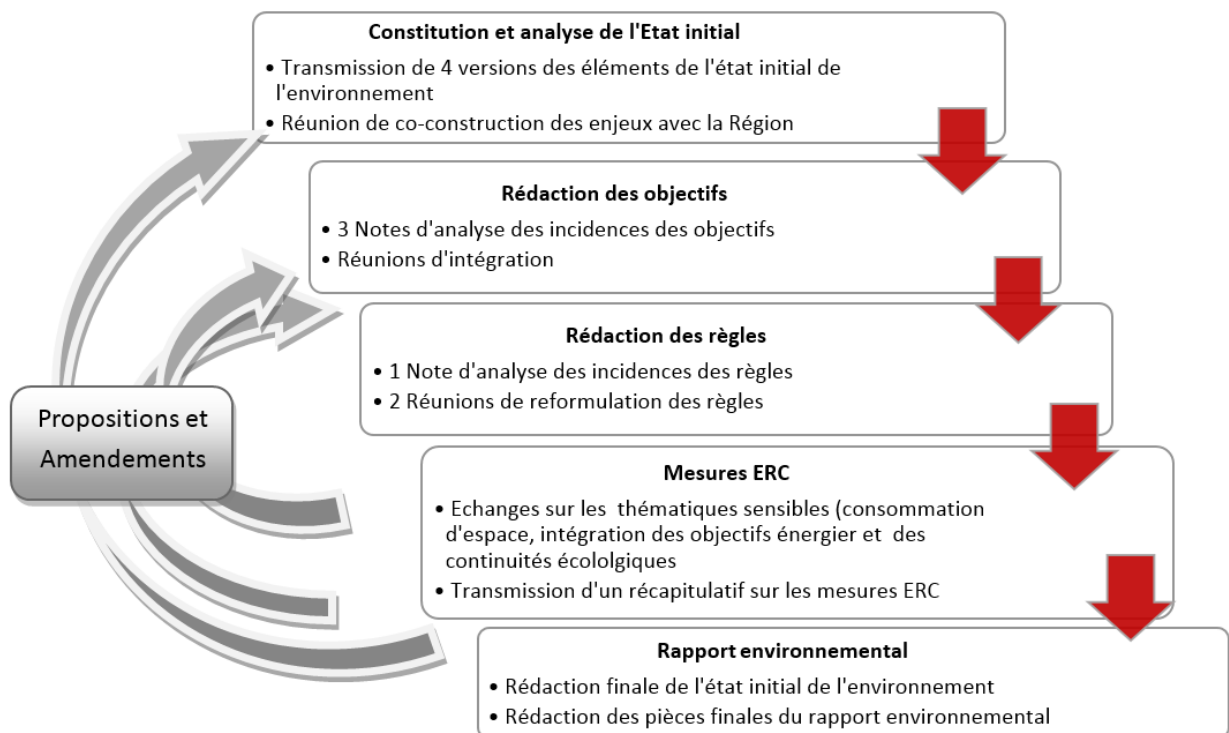 Constitution et analyse de l'Etat initial
• Transmission de 4 versions des éléments de l'état initial de
l'environnement
• Réunion de co-construction des enjeux avec la Région
Rédaction des objectifs
• 3 Notes d'analyse des incidences des objectifs
• Réunions d'intégration
Rédaction des règles
• 1 Note d'analyse des incidences des règles
• 2 Réunions de reformulation des règles
Propositions et
Amendements
Mesures ERC
• Echanges sur les thématiques sensibles (consommation
d'espace, intégration des objectifs énergier et des
continuités écololgiques
• Transmission d'un récapitulatif sur les mesures ERC
Rapport environnemental
• Rédaction finale de l'état initial de l'environnement
• Rédaction des pièces finales du rapport environnemental